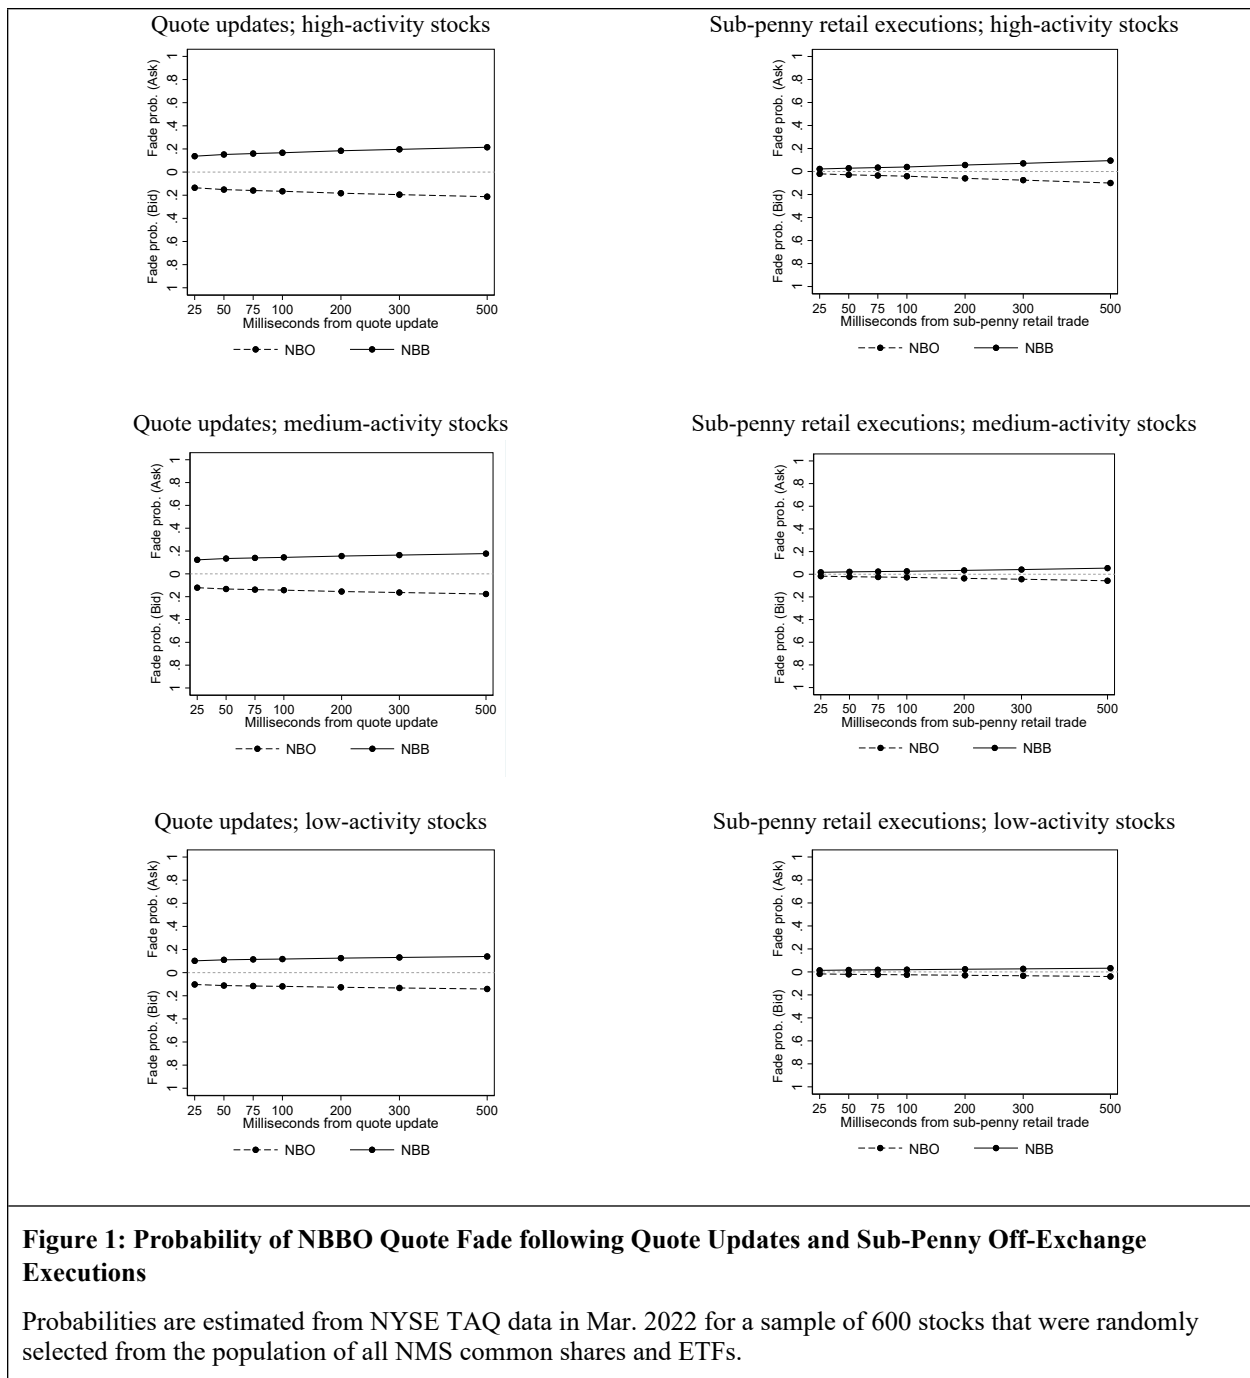 Quote updates; high-activity stocks
Fade prob. (Bid) Fade prob. (Ask)
1 .8 .6 .4 .2 0 .2 .4 .6 .8 1
25 50 75 100 200 300 500
Milliseconds from quote update
NBO NBB
Sub-penny retail executions; high-activity stocks
Fade prob. (Bid) Fade prob. (Ask)
1 .8 .6 .4 .2 0 .2 .4 .6 .8 1
25 50 75 100 200 300 500
Milliseconds from sub-penny retail trade
NBO NBB
Quote updates; medium-activity stocks
Fade prob. (Bid) Fade prob. (Ask)
1 .8 .6 .4 .2 0 .2 .4 .6 .8 1
25 50 75 100 200 300 500
Milliseconds from quote update
NBO NBB
Sub-penny retail executions; medium-activity stocks
Fade prob. (Bid) Fade prob. (Ask)
1 .8 .6 .4 .2 0 .2 .4 .6 .8 1
25 50 75 100 200 300 500
Milliseconds from sub-penny retail trade
NBO NBB
Quote updates; low-activity stocks
Fade prob. (Bid) Fade prob. (Ask)
1 .8 .6 .4 .2 0 .2 .4 .6 .8 1
25 50 75 100 200 300 500
Milliseconds from quote update
NBO NBB
Sub-penny retail executions; low-activity stocks
Fade prob. (Bid) Fade prob. (Ask)
1 .8 .6 .4 .2 0 .2 .4 .6 .8 1
25 50 75 100 200 300 500
Milliseconds from sub-penny retail trade
NBO NBB
Figure 1: Probability of NBBO Quote Fade following Quote Updates and Sub-Penny Off-Exchange
Executions
Probabilities are estimated from NYSE TAQ data in Mar. 2022 for a sample of 600 stocks that were randomly
selected from the population of all NMS common shares and ETFs.